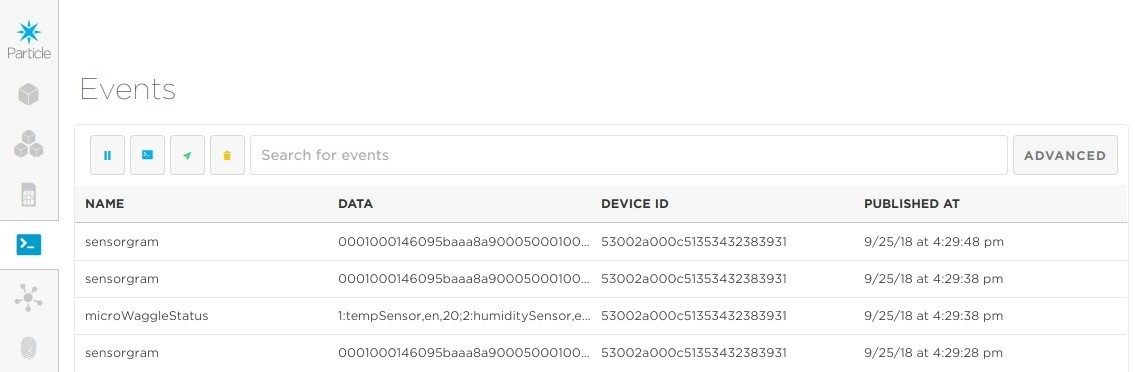 Particle
Events
Search for events
ADVANCED
NAME DATA DEVICE ID PUBLISHED AT
sensorgram 0001000146095baaa8a90005000100... 53002a000c51353432383931 9/25/18 at 4:29:48 pm
sensorgram 0001000146095baaa8a90005000100... 53002a000c51353432383931 9/25/18 at 4:29:38 pm
microWaggleStatus 1:tempSensor,en,20;2:humiditySensor,e... 53002a000c51353432383931 9/25/18 at 4:29:38 pm
sensorgram 0001000146095baaa8a90005000100... 53002a000c51353432383931 9/25/18 at 4:29:28 pm